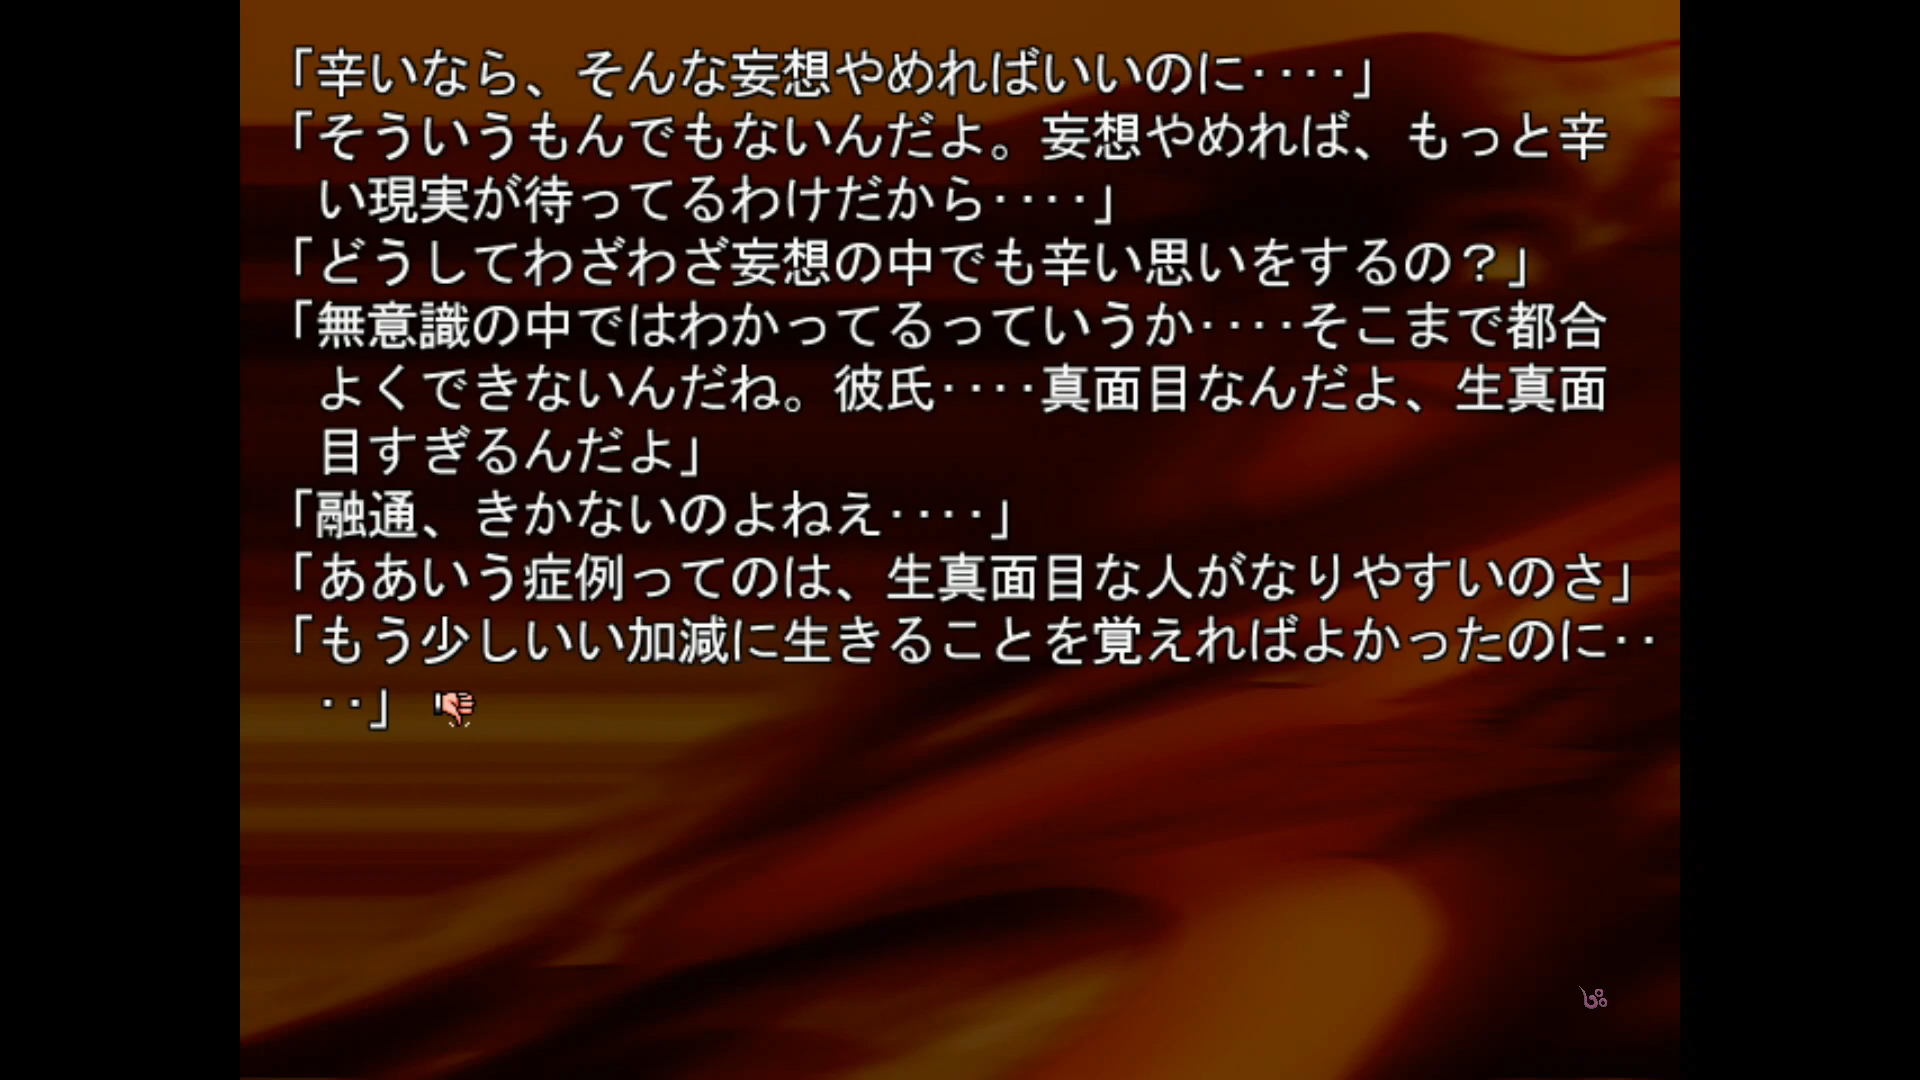 「辛いなら、そんな妄想やめればいいのに‥‥」
「そういうもんでもないんだよ。妄想やめれば、もっと辛
い現実が待ってるわけだから‥‥」
「どうしてわざわざ妄想の中でも辛い思いをするの？」
「無意識の中ではわかってるっていうか‥‥そこまで都合
よくできないんだね。彼氏‥‥真面目なんだよ、生真面
目すぎるんだよ」
「融通、きかないのよねえ‥‥」
「ああいう症例ってのは、生真面目な人がなりやすいのさ」
「もう少しいい加減に生きることを覚えればよかったのに‥
‥」